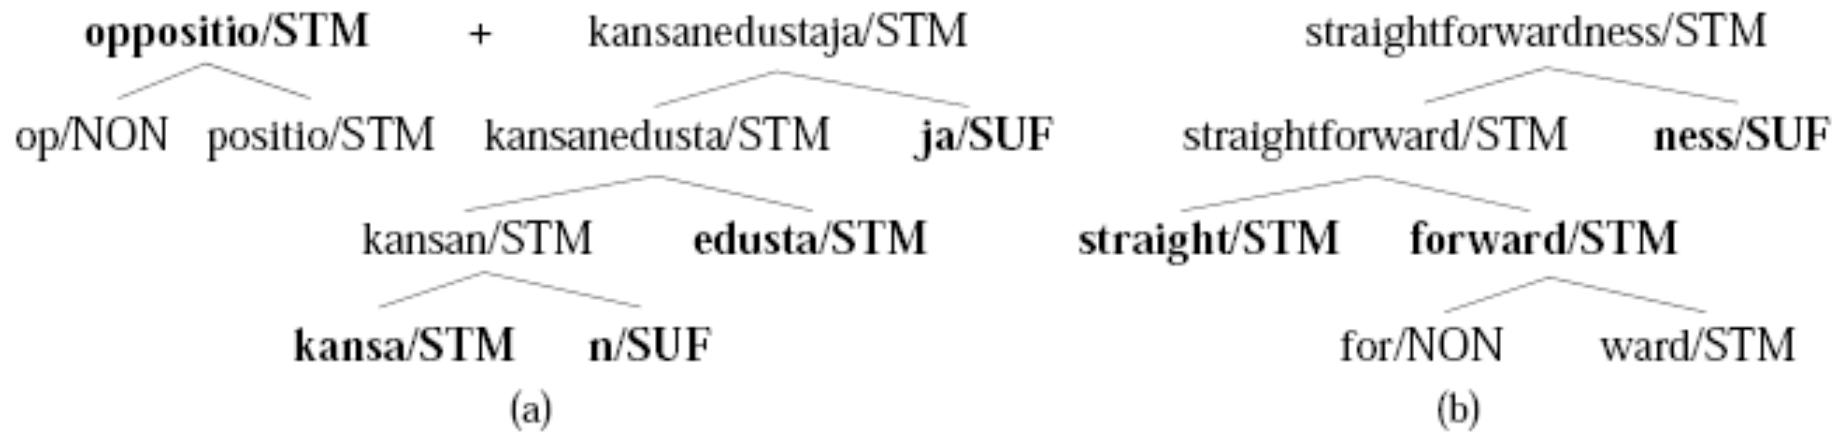 oppositio/STM + kansanedustaja/STM straightforwardness/STM
op/NON positio/STM kansanedusta/STM ja/SUF straightforward/STM ness/SUF
kansan/STM edusta/STM straight/STM forward/STM
kansa/STM n/SUF for/NON ward/STM
(a) (b)